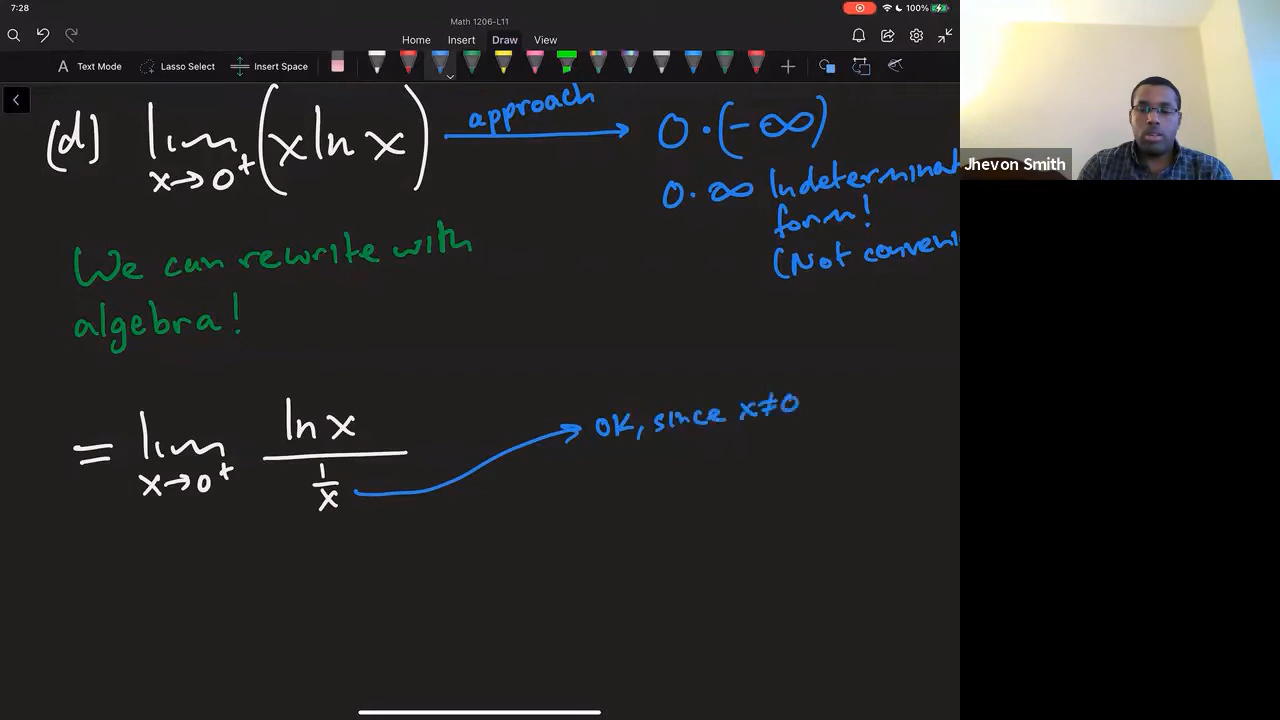 7:28
100%
Math 1206-L11
Home Insert Draw View
Text Mode Lasso Select Insert Space
(d) lim x→0⁺ (x ln x) approach 0·(-∞)
0·∞ Indeterminat
form!
(Not conveni
We can rewrite with
algebra!
= lim x→0⁺ ln x / (1/x) OK, since x≠0
Jhevon Smith